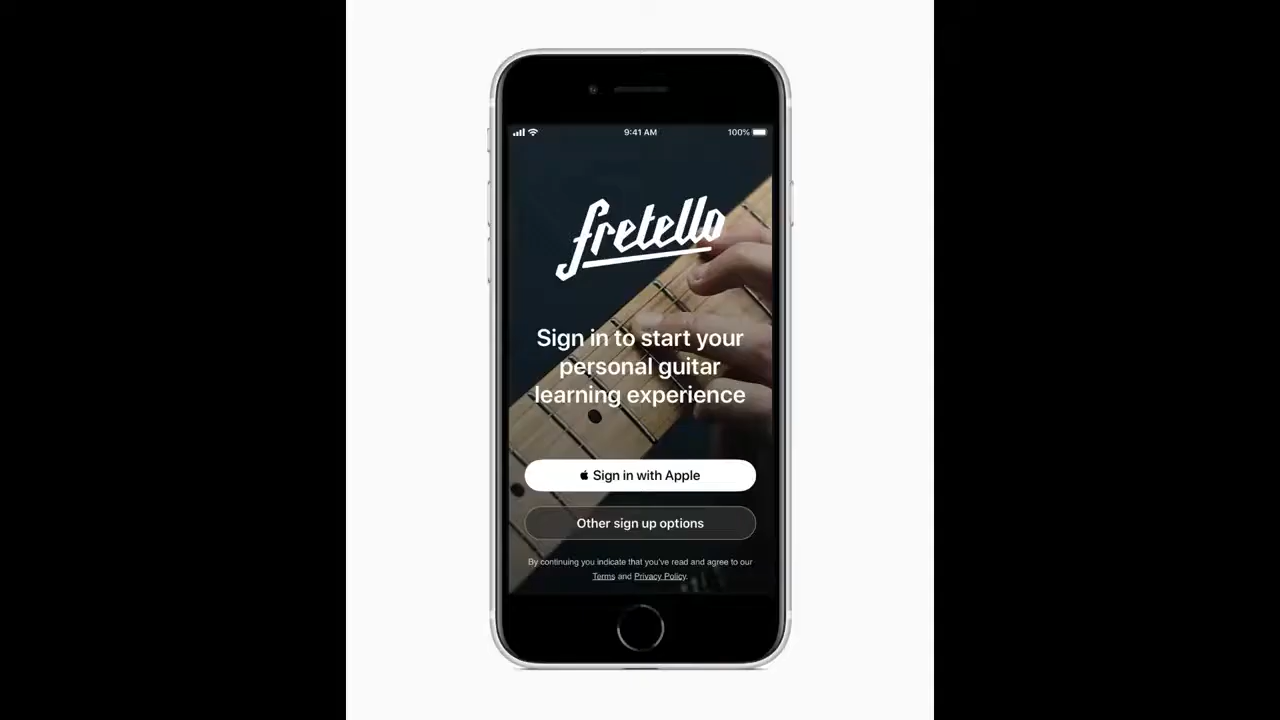 9:41 AM 100%
fretello
Sign in to start your
personal guitar
learning experience
Sign in with Apple
Other sign up options
By continuing you indicate that you've read and agree to our
Terms and Privacy Policy.